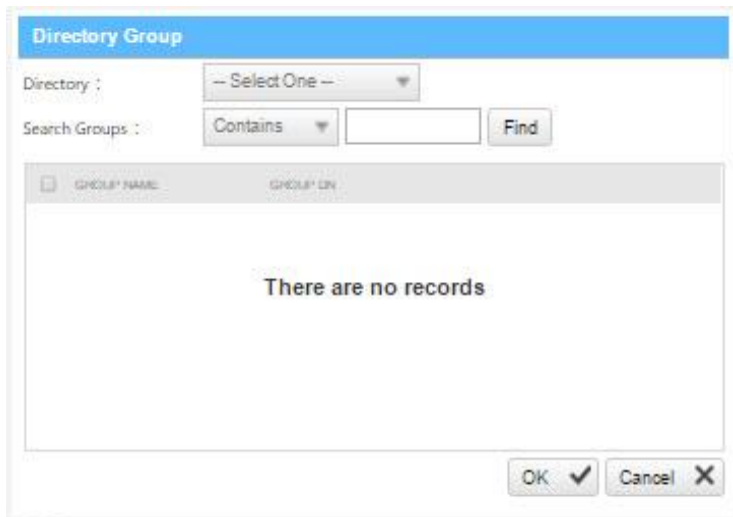 Directory Group
Directory :
-- Select One --
Search Groups :
Contains
Find
GROUP NAME
GROUP DN
There are no records
OK
Cancel